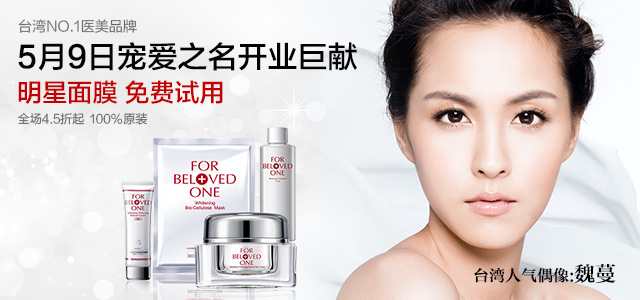 台湾NO.1医美品牌
5月9日宠爱之名开业巨献
明星面膜 免费试用
全场4.5折起 100%原装
FOR
BELOVED
ONE
FOR
BELOVED
ONE
Whitening
Bio-Cellulose Mask
FOR
BELOVED
ONE
FOR
BELOVED
ONE
台湾人气偶像:魏蔓